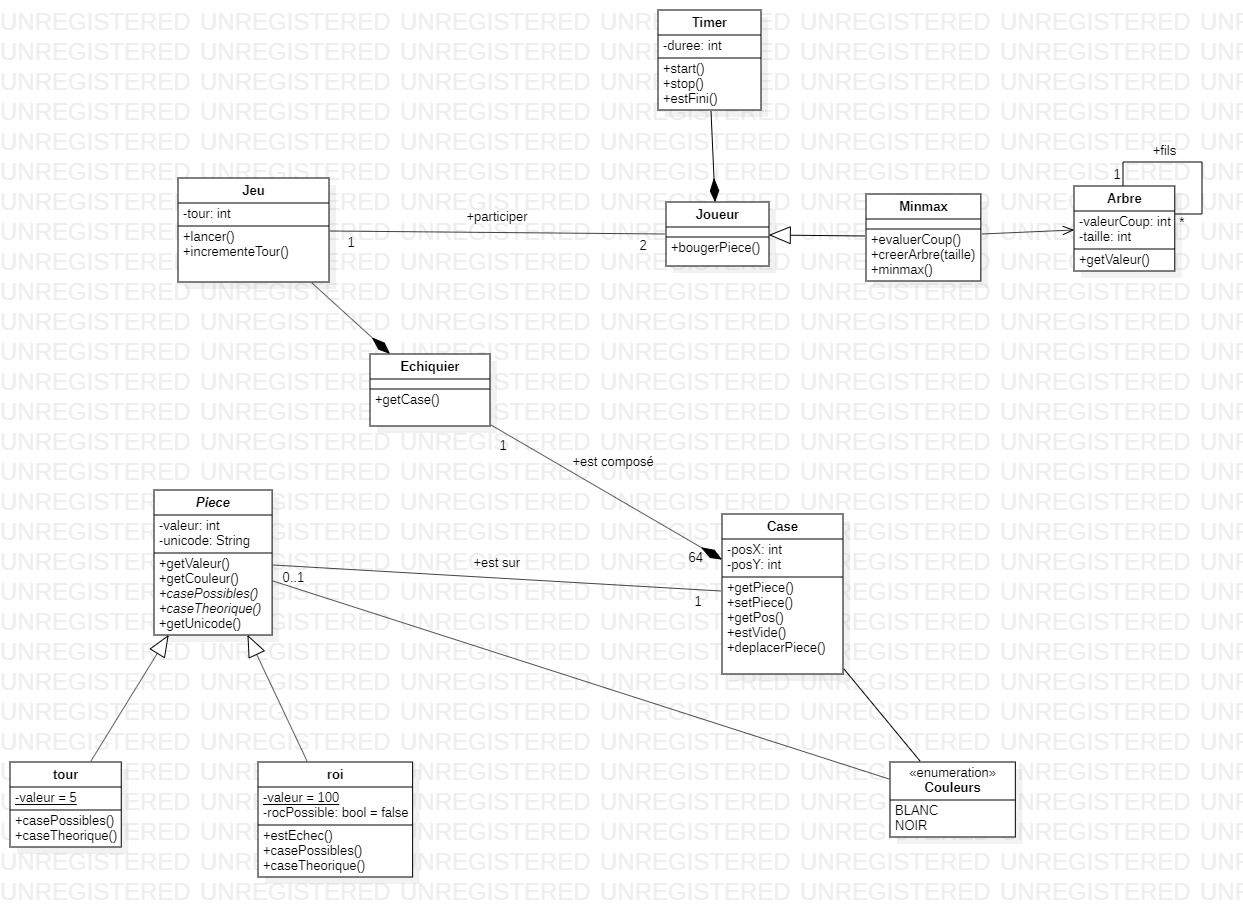 Timer
-duree: int
+start()
+stop()
+estFini()
+fils
1
Arbre
-valeurCoup: int
*
-taille: int
+getValeur()
Jeu
-tour: int
+lancer()
+incrementeTour()
+participer
1
2
Joueur
+bougerPiece()
Minmax
+evaluerCoup()
+creerArbre(taille)
+minmax()
Echiquier
+getCase()
1
+est composé
64
Piece
-valeur: int
-unicode: String
+getValeur()
+getCouleur()
+casePossibles()
+caseTheorique()
+getUnicode()
0..1
+est sur
1
Case
-posX: int
-posY: int
+getPiece()
+setPiece()
+getPos()
+estVide()
+deplacerPiece()
tour
-valeur = 5
+casePossibles()
+caseTheorique()
roi
-valeur = 100
-rocPossible: bool = false
+estEchec()
+casePossibles()
+caseTheorique()
«enumeration»
Couleurs
BLANC
NOIR
UNREGISTERED